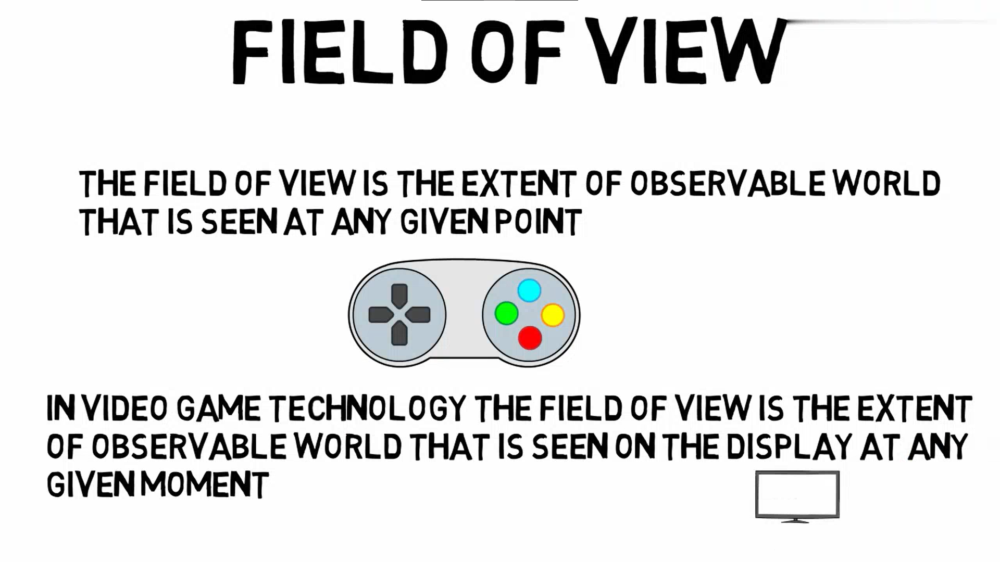 FIELD OF VIEW
THE FIELD OF VIEW IS THE EXTENT OF OBSERVABLE WORLD
THAT IS SEEN AT ANY GIVEN POINT
IN VIDEO GAME TECHNOLOGY THE FIELD OF VIEW IS THE EXTENT
OF OBSERVABLE WORLD THAT IS SEEN ON THE DISPLAY AT ANY
GIVEN MOMENT